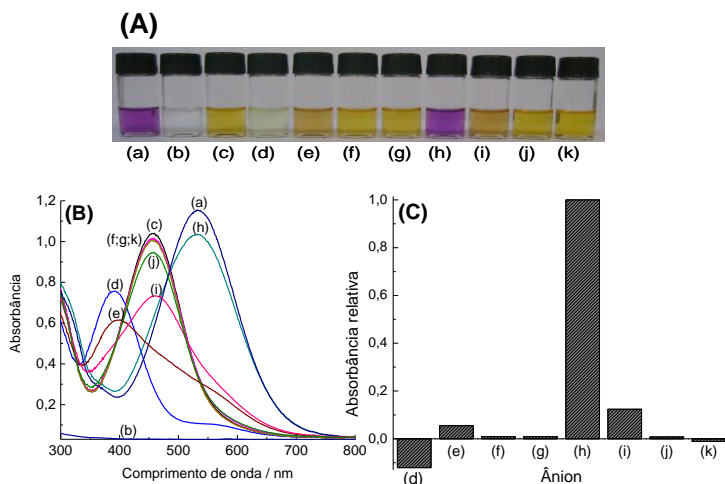 (A)
(a) (b) (c) (d) (e) (f) (g) (h) (i) (j) (k)
(B)
Absorbância
1,2
1,0
0,8
0,6
0,4
0,2
300 400 500 600 700 800
Comprimento de onda / nm
(a)
(c)
(h)
(f;g;k)
(j)
(d)
(i)
(e)
(b)
(C)
Absorbância relativa
1,0
0,8
0,6
0,4
0,2
0,0
(d) (e) (f) (g) (h) (i) (j) (k)
Ânion